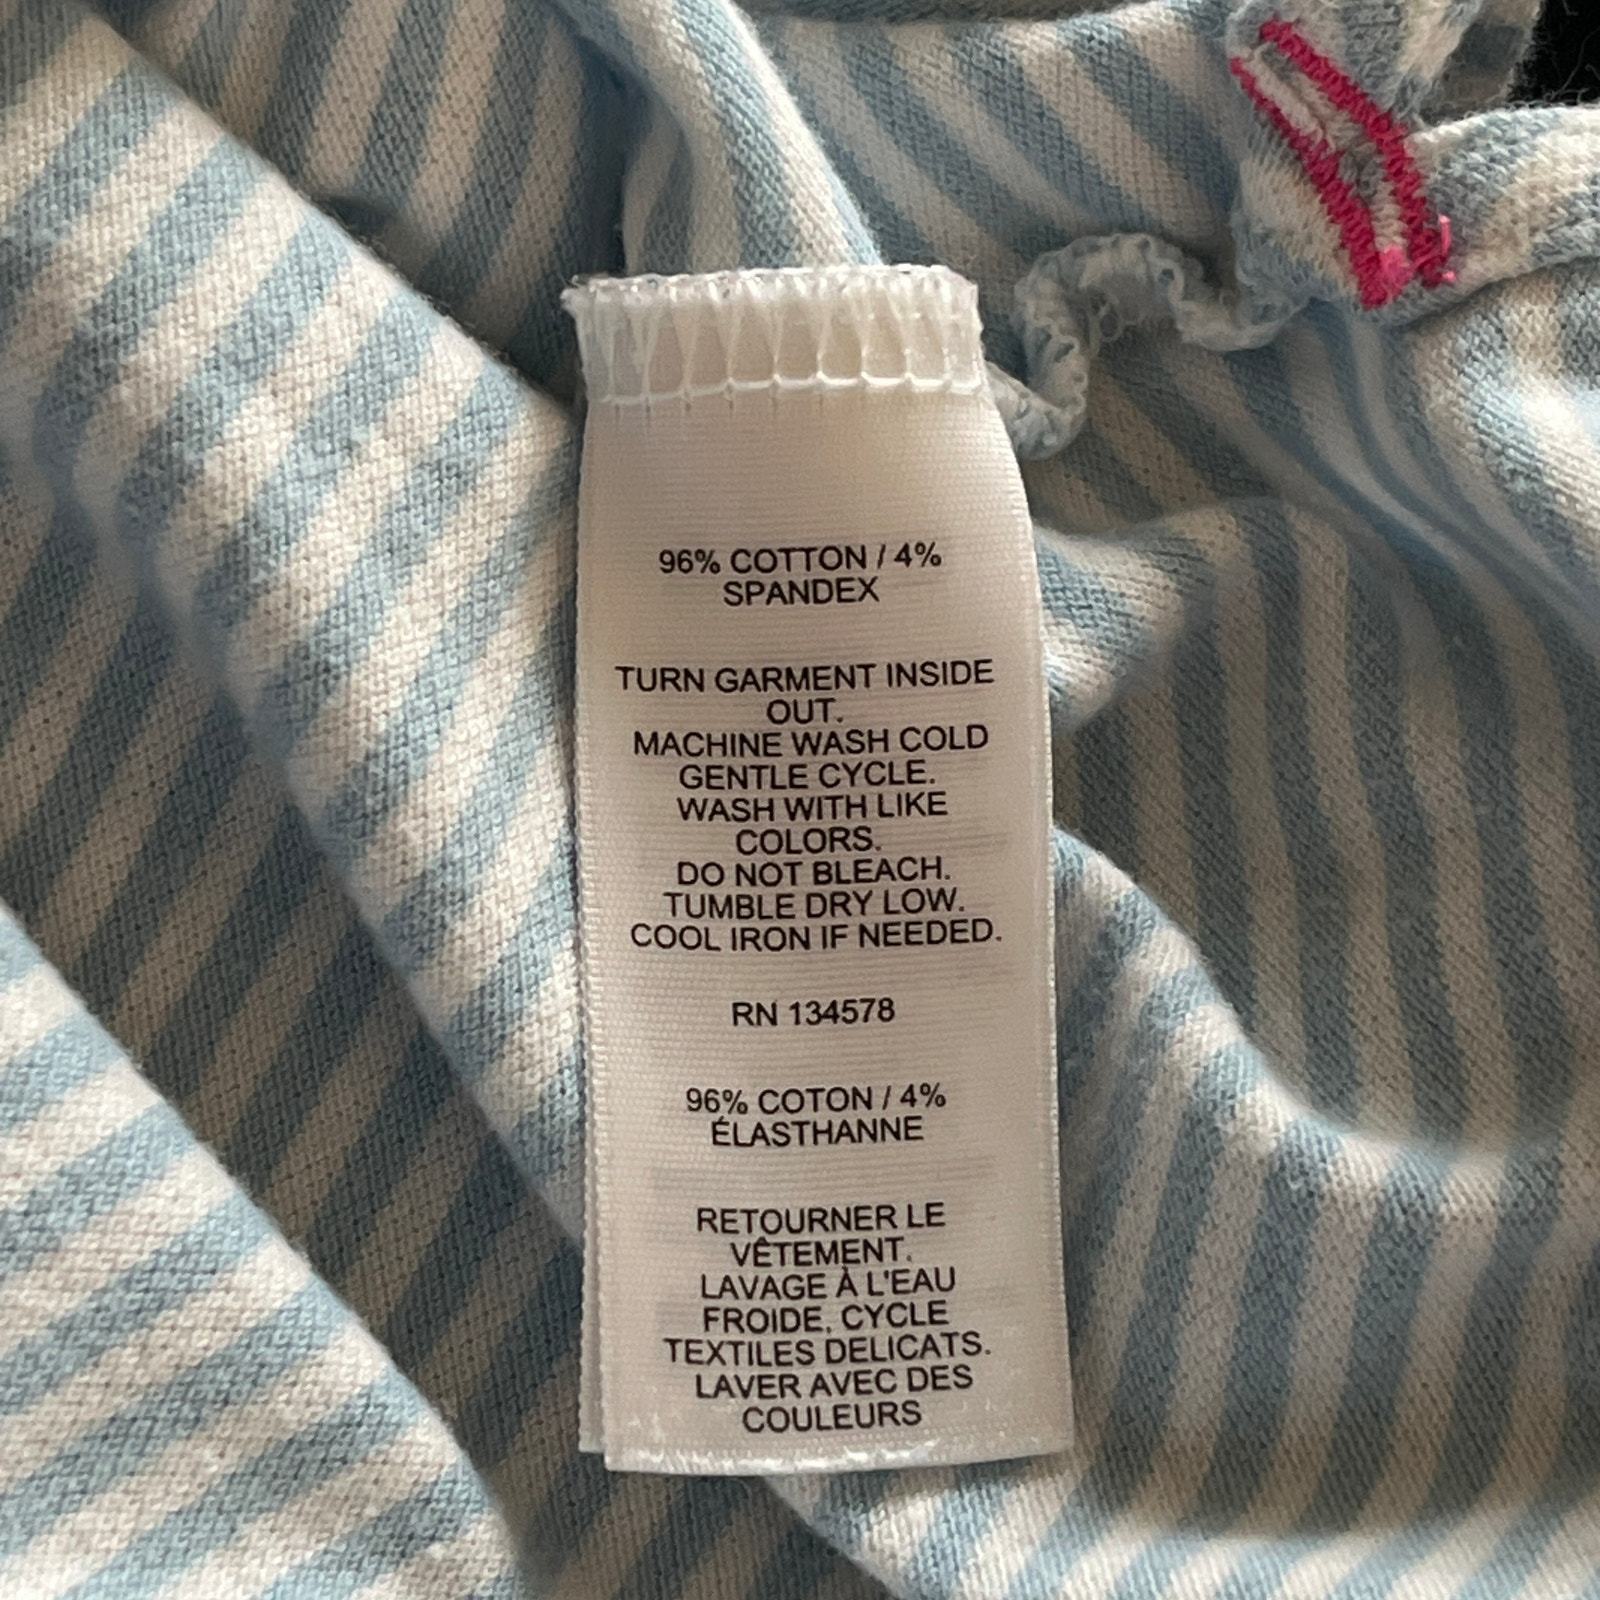 96% COTTON / 4%
SPANDEX
TURN GARMENT INSIDE
OUT.
MACHINE WASH COLD
GENTLE CYCLE.
WASH WITH LIKE
COLORS.
DO NOT BLEACH.
TUMBLE DRY LOW.
COOL IRON IF NEEDED.
RN 134578
96% COTON / 4%
ÉLASTHANNE
RETOURNER LE
VÊTEMENT.
LAVAGE À L'EAU
FROIDE, CYCLE
TEXTILES DELICATS.
LAVER AVEC DES
COULEURS